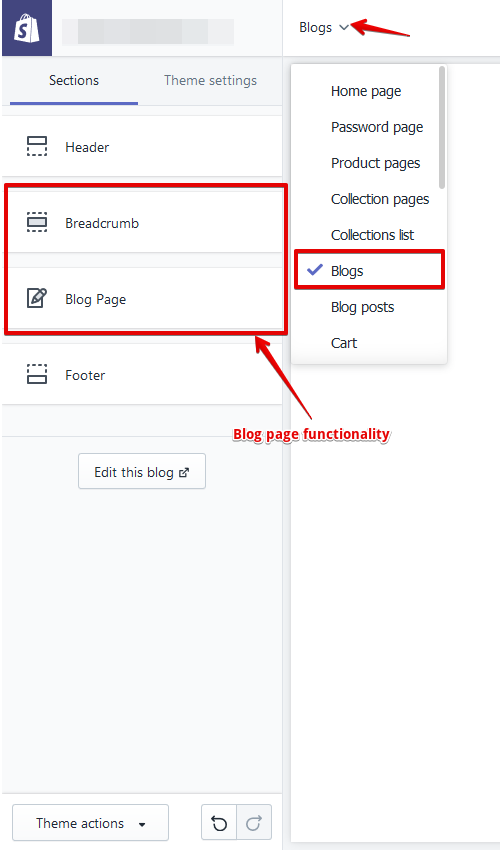 Blogs
Sections
Theme settings
Home page
Password page
Header
Product pages
Collection pages
Breadcrumb
Collections list
Blogs
Blog Page
Blog posts
Cart
Footer
Blog page functionality
Edit this blog
Theme actions